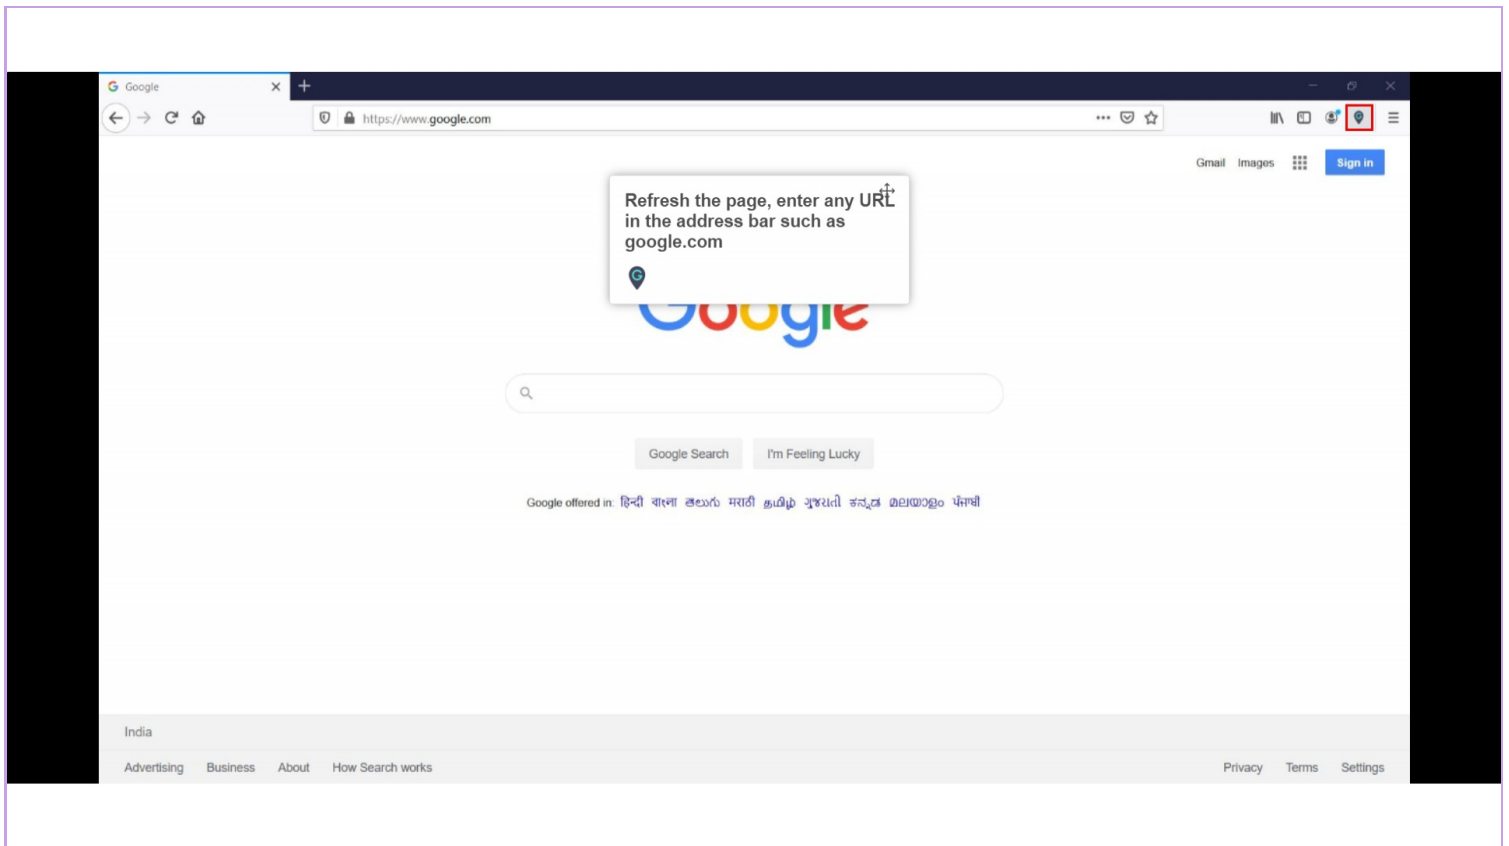 Google
https://www.google.com
Gmail Images Sign in
Refresh the page, enter any URL
in the address bar such as
google.com
Google
Google Search I'm Feeling Lucky
Google offered in: हिन्दी বাংলা తెలుగు मराठी தமிழ் ગુજરાતી ಕನ್ನಡ മലയാളം ਪੰਜਾਬੀ
India
Advertising Business About How Search works Privacy Terms Settings